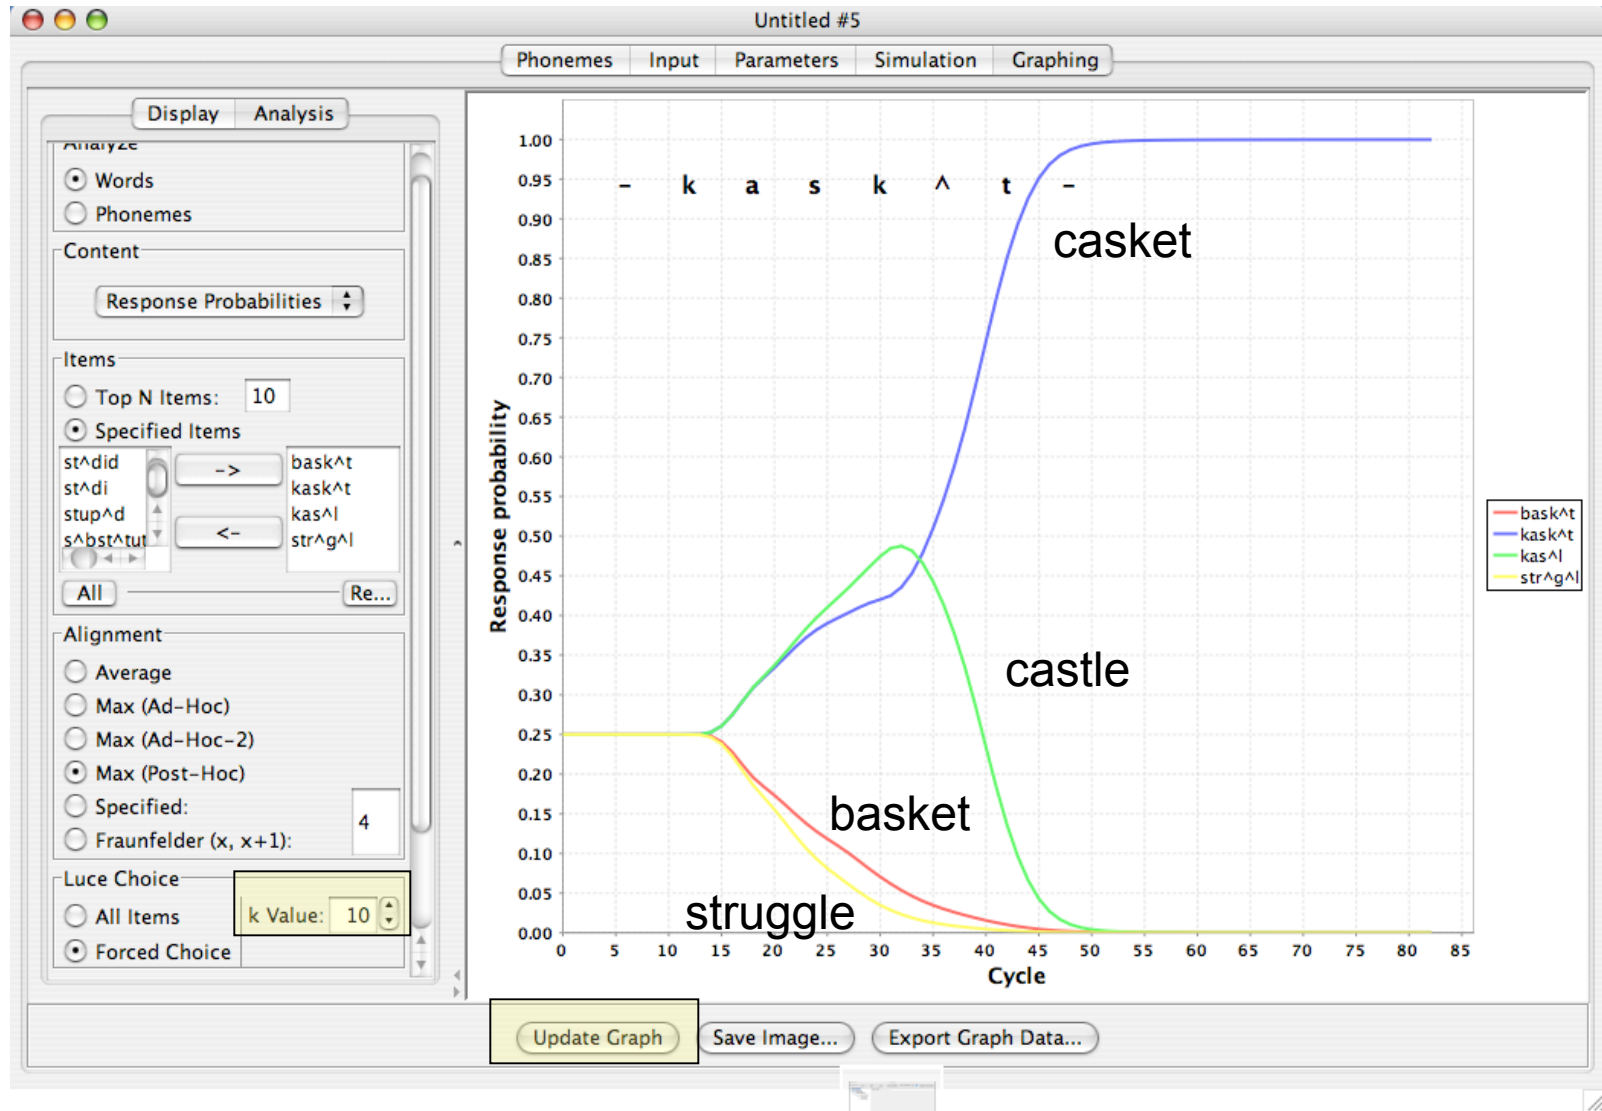 Untitled #5
Phonemes Input Parameters Simulation Graphing
Display Analysis
Analyze
Words
Phonemes
Content
Response Probabilities
Items
Top N Items: 10
Specified Items
st^did
st^di
stup^d
s^bst^tut
->
<-
bask^t
kask^t
kas^l
str^g^l
All
Re...
Alignment
Average
Max (Ad-Hoc)
Max (Ad-Hoc-2)
Max (Post-Hoc)
Specified:
Fraunfelder (x, x+1):
4
Luce Choice
All Items
Forced Choice
k Value: 10
Response probability
1.00
0.95
0.90
0.85
0.80
0.75
0.70
0.65
0.60
0.55
0.50
0.45
0.40
0.35
0.30
0.25
0.20
0.15
0.10
0.05
0.00
- k a s k ^ t -
casket
castle
basket
struggle
0 5 10 15 20 25 30 35 40 45 50 55 60 65 70 75 80 85
Cycle
bask^t
kask^t
kas^l
str^g^l
Update Graph Save Image... Export Graph Data...